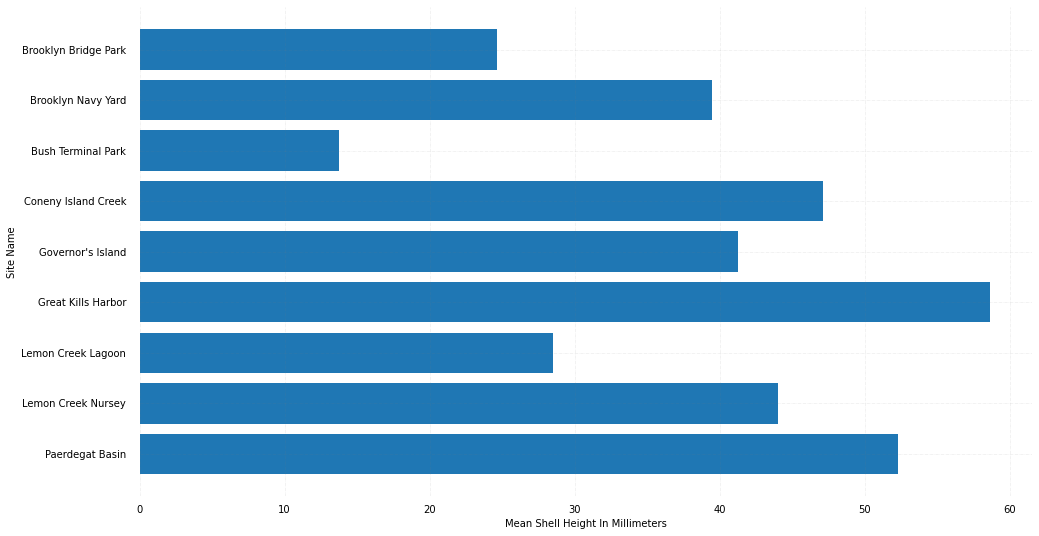 Site Name
Brooklyn Bridge Park
Brooklyn Navy Yard
Bush Terminal Park
Coneny Island Creek
Governor's Island
Great Kills Harbor
Lemon Creek Lagoon
Lemon Creek Nursey
Paerdegat Basin
0 10 20 30 40 50 60
Mean Shell Height In Millimeters